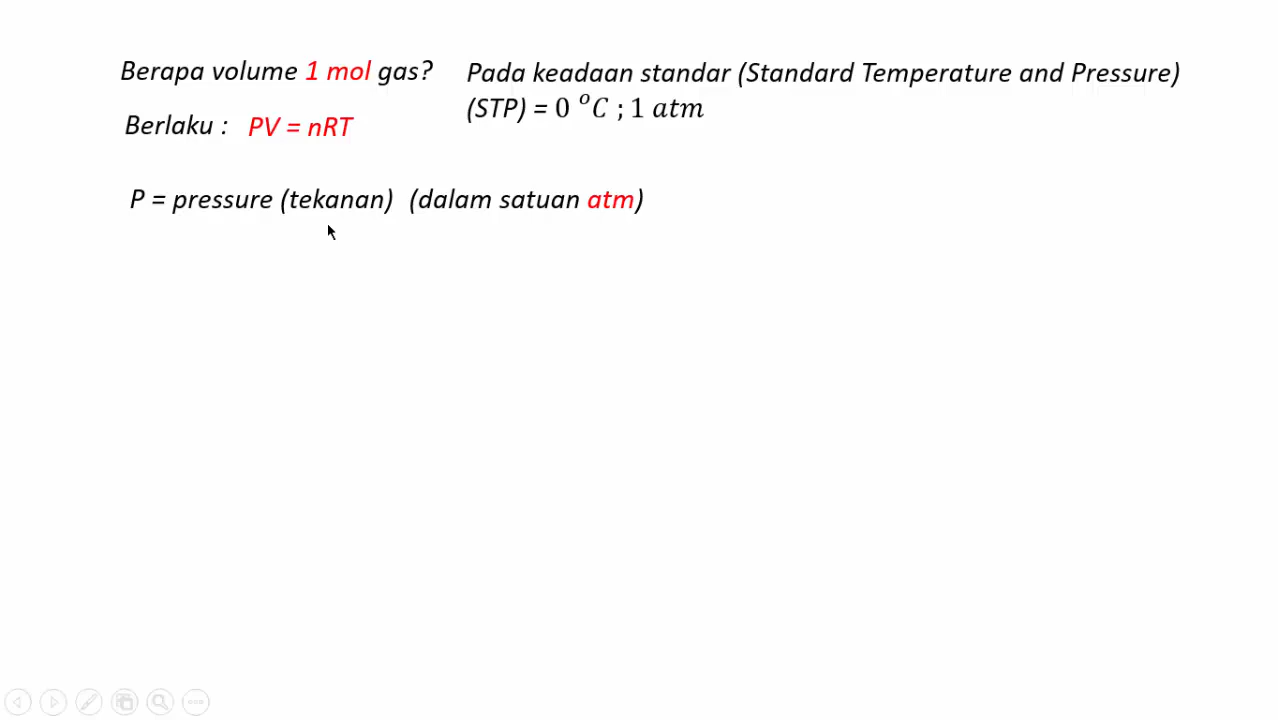 Berapa volume 1 mol gas?
Pada keadaan standar (Standard Temperature and Pressure)
(STP) = 0 °C ; 1 atm
Berlaku : PV = nRT
P = pressure (tekanan) (dalam satuan atm)